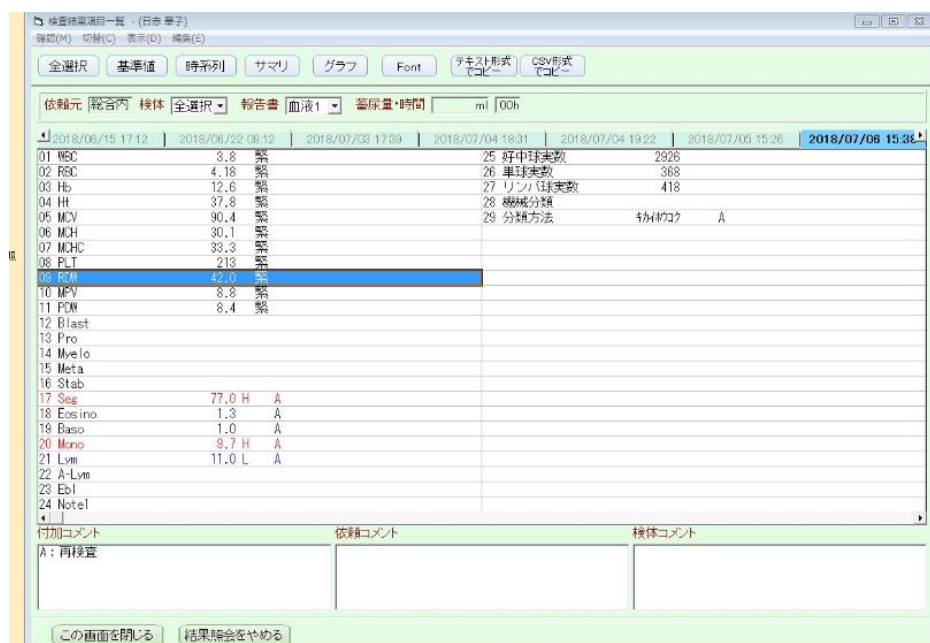 検査結果項目一覧 - (日赤 華子)
確認(M) 切替(C) 表示(D) 編集(E)
全選択 基準値 時系列 サマリ グラフ Font テキスト形式でコピー CSV形式でコピー
依頼元 総合内 検体 全選択 報告書 血液1 蓄尿量・時間 ml 00h
2018/06/15 17:12 2018/06/22 09:12 2018/07/03 17:39 2018/07/04 18:31 2018/07/04 19:22 2018/07/05 15:26 2018/07/06 15:38
01 WBC 3.8 緊 25 好中球実数 2926
02 RBC 4.18 緊 26 単球実数 368
03 Hb 12.6 緊 27 リンパ球実数 418
04 Ht 37.8 緊 28 機械分類
05 MCV 90.4 緊 29 分類方法 ｷｶｲﾎｳｺｸ A
06 MCH 30.1 緊
07 MCHC 33.3 緊
08 PLT 213 緊
09 RDW 42.0 緊
10 MPV 8.8 緊
11 PDW 8.4 緊
12 Blast
13 Pro
14 Myelo
15 Meta
16 Stab
17 Seg 77.0 H A
18 Eosino 1.3 A
19 Baso 1.0 A
20 Mono 9.7 H A
21 Lym 11.0 L A
22 A-Lym
23 Ebl
24 Note1
付加コメント 依頼コメント 検体コメント
A：再検査
この画面を閉じる 結果照会をやめる